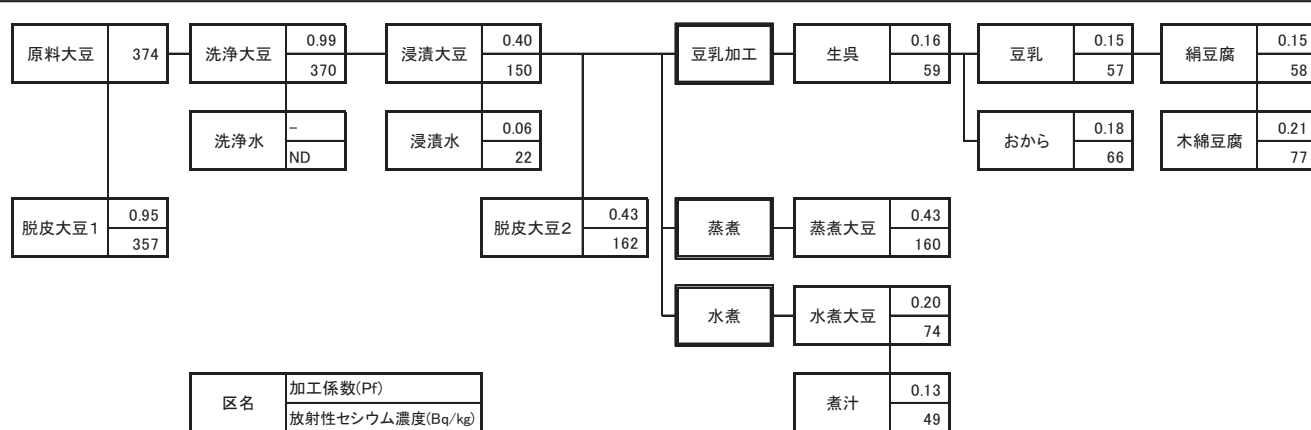 原料大豆
374
洗浄大豆
0.99
370
浸漬大豆
0.40
150
豆乳加工
生呉
0.16
59
豆乳
0.15
57
絹豆腐
0.15
58
洗浄水
-
ND
浸漬水
0.06
22
おから
0.18
66
木綿豆腐
0.21
77
脱皮大豆1
0.95
357
脱皮大豆2
0.43
162
蒸煮
蒸煮大豆
0.43
160
水煮
水煮大豆
0.20
74
区名
加工係数(Pf)
放射性セシウム濃度(Bq/kg)
煮汁
0.13
49